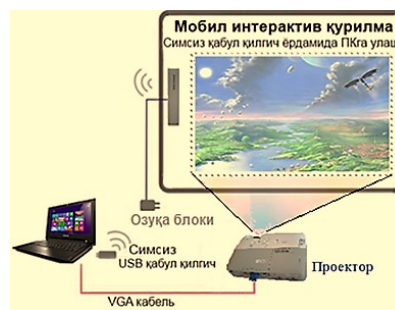 Мобил интерактив қурилма
Симсиз қабул қилгич ёрдамида ПКга улаш
Озуқа блоки
Симсиз
USB қабул қилгич
Проектор
VGA кабель